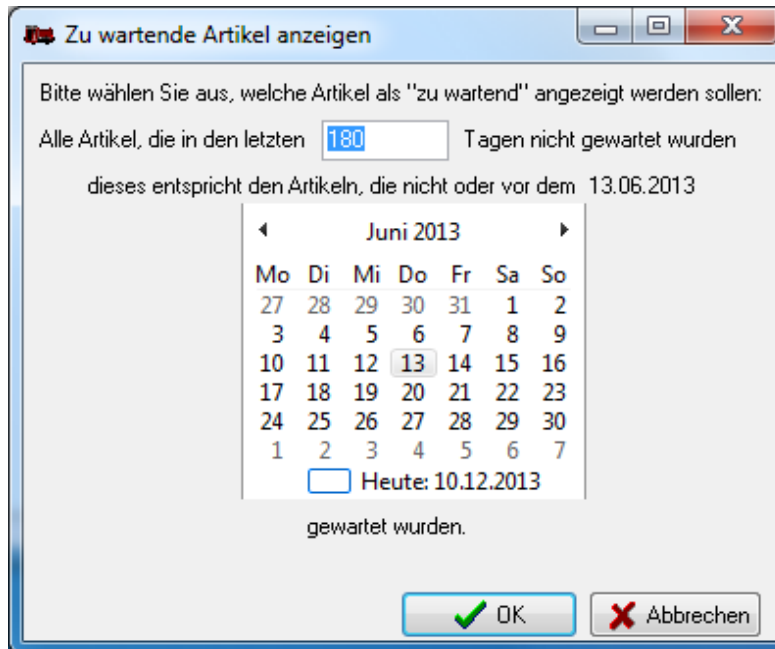 Zu wartende Artikel anzeigen
Bitte wählen Sie aus, welche Artikel als "zu wartend" angezeigt werden sollen:
Alle Artikel, die in den letzten 180 Tagen nicht gewartet wurden
dieses entspricht den Artikeln, die nicht oder vor dem 13.06.2013
Juni 2013
Mo Di Mi Do Fr Sa So
27 28 29 30 31 1 2
3 4 5 6 7 8 9
10 11 12 13 14 15 16
17 18 19 20 21 22 23
24 25 26 27 28 29 30
1 2 3 4 5 6 7
Heute: 10.12.2013
gewartet wurden.
OK Abbrechen